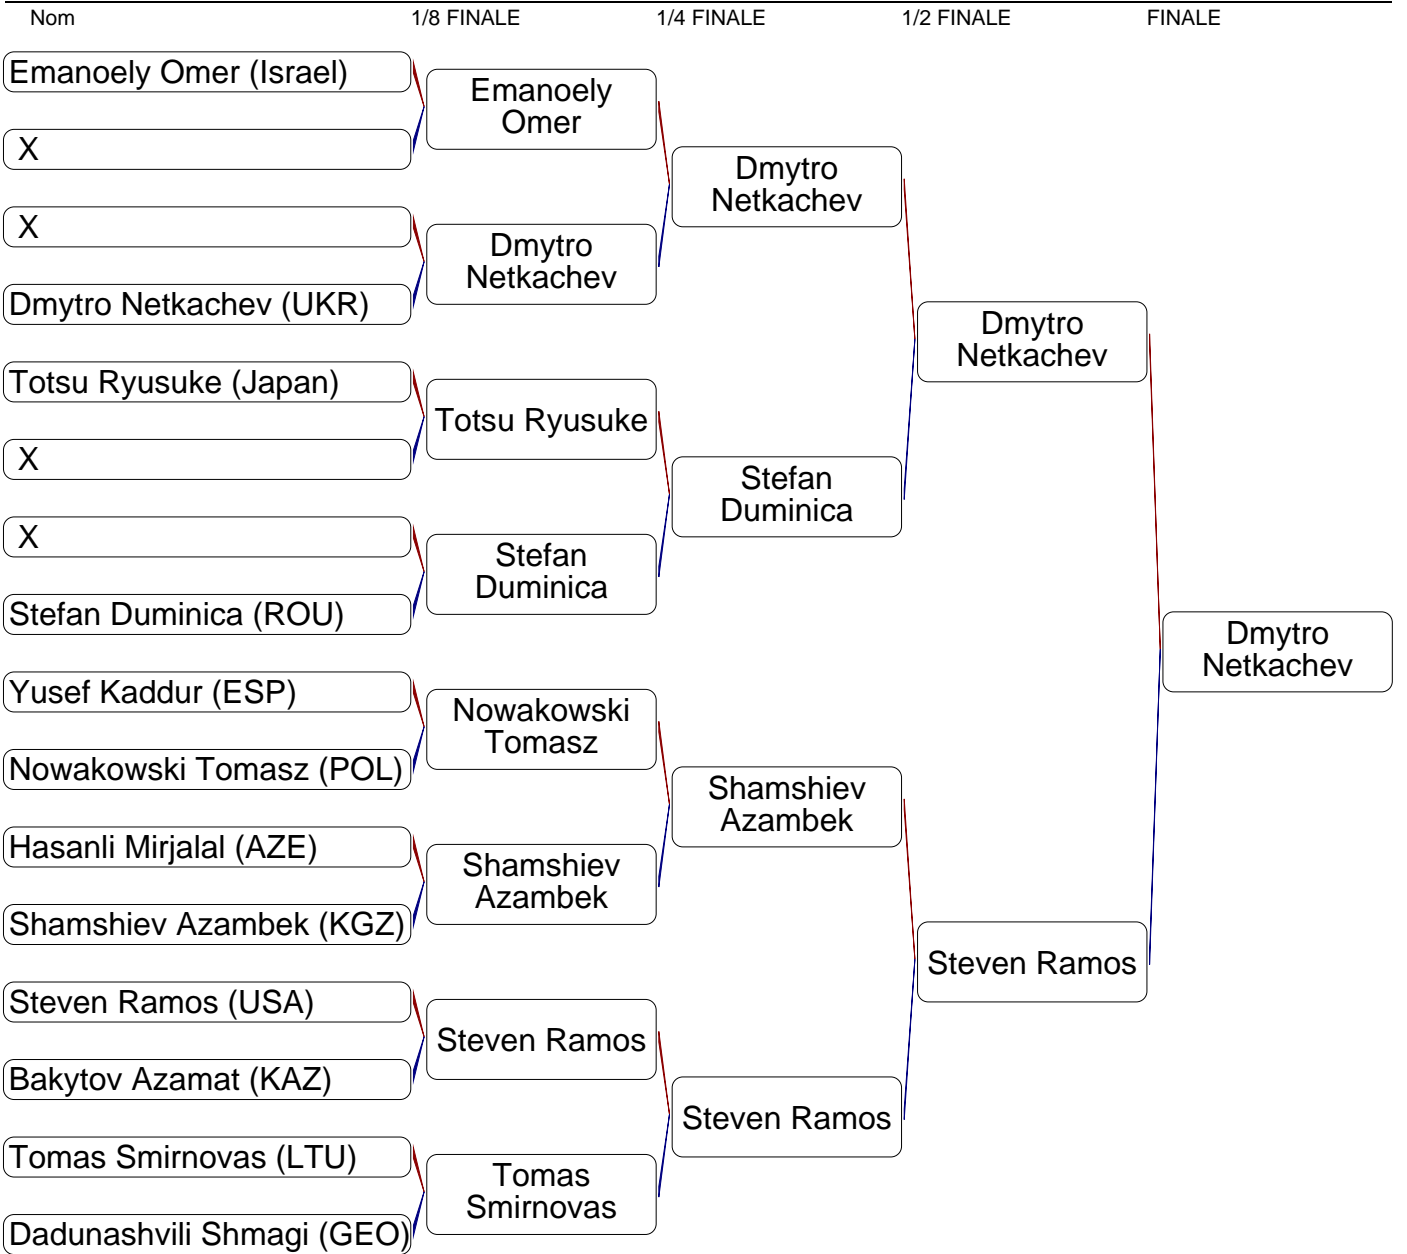 Nom 1/8 FINALE 1/4 FINALE 1/2 FINALE FINALE
Emanoely Omer (Israel)
X
X
Dmytro Netkachev (UKR)
Totsu Ryusuke (Japan)
X
X
Stefan Duminica (ROU)
Yusef Kaddur (ESP)
Nowakowski Tomasz (POL)
Hasanli Mirjalal (AZE)
Shamshiev Azambek (KGZ)
Steven Ramos (USA)
Bakytov Azamat (KAZ)
Tomas Smirnovas (LTU)
Dadunashvili Shmagi (GEO)
Emanoely
Omer
Dmytro
Netkachev
Totsu Ryusuke
Stefan
Duminica
Nowakowski
Tomasz
Shamshiev
Azambek
Steven Ramos
Tomas
Smirnovas
Dmytro
Netkachev
Stefan
Duminica
Shamshiev
Azambek
Steven Ramos
Dmytro
Netkachev
Steven Ramos
Dmytro
Netkachev